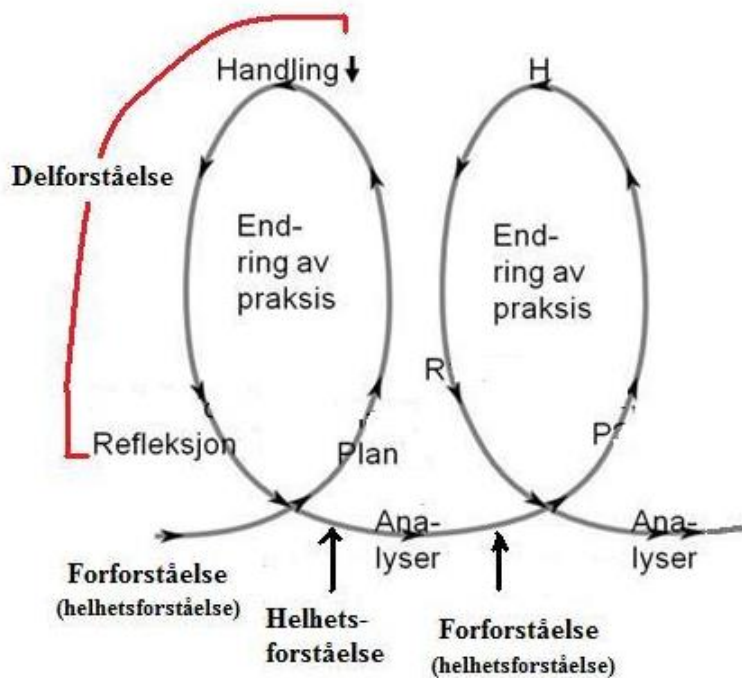 Handling
H
Delforståelse
End-
ring av
praksis
End-
ring av
praksis
R
Refleksjon
Plan
P
Ana-
lyser
Ana-
lyser
Forforståelse
(helhetsforståelse)
Helhets-
forståelse
Forforståelse
(helhetsforståelse)